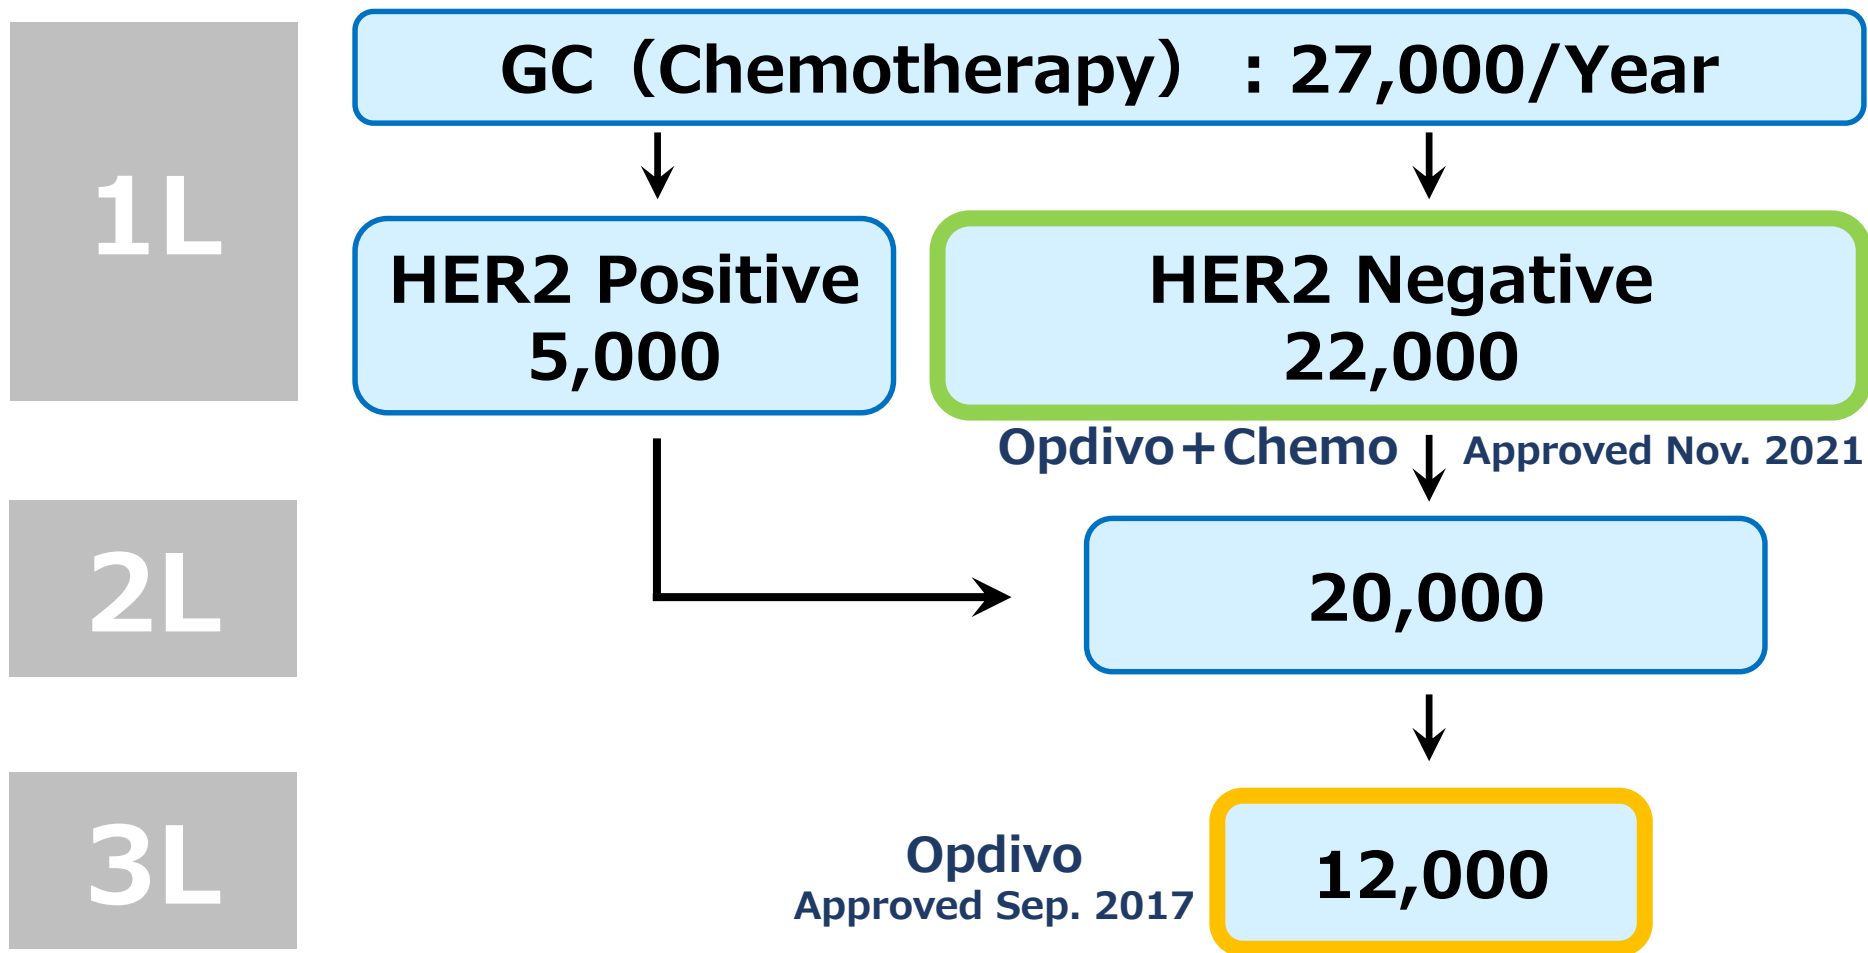 1L
GC（Chemotherapy）：27,000/Year
HER2 Positive
5,000
HER2 Negative
22,000
Opdivo+Chemo
Approved Nov. 2021
2L
20,000
3L
Opdivo
Approved Sep. 2017
12,000